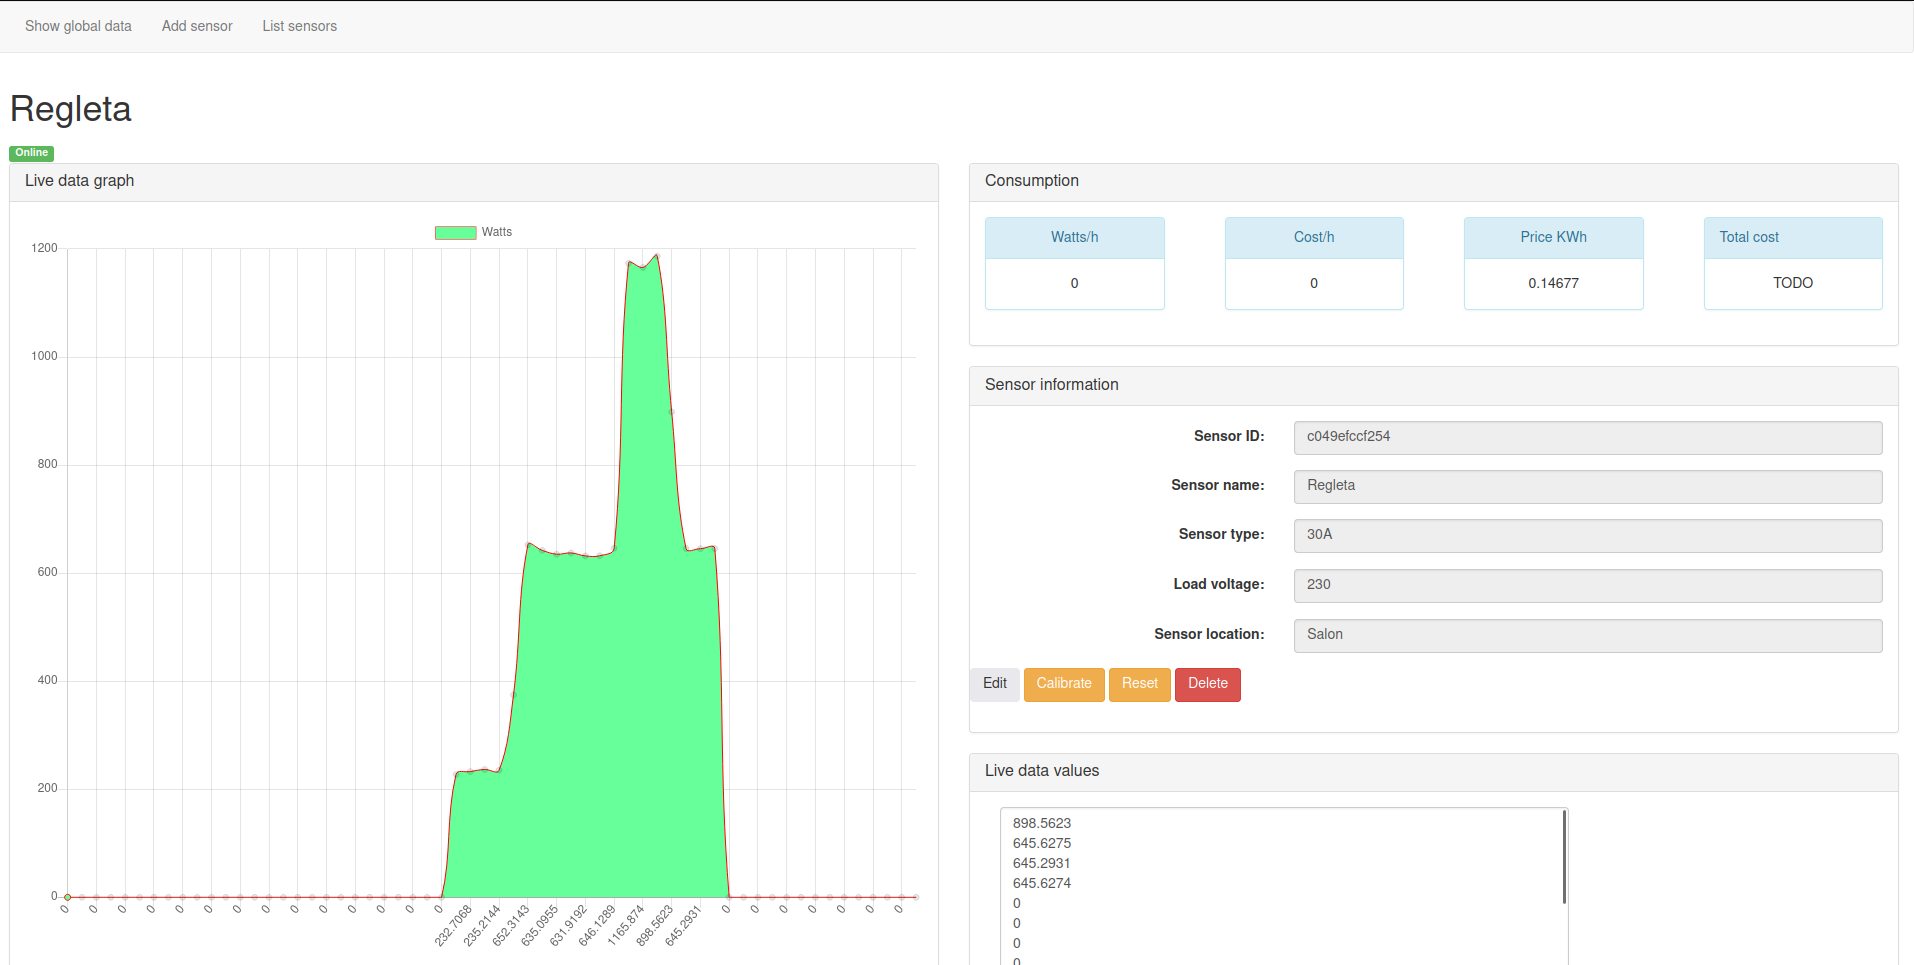 Show global data Add sensor List sensors
Regleta
Online
Live data graph
Watts
1200
1000
800
600
400
200
0
0 0 0 0 0 0 0 0 0 0 0 0 0 0 232.7068 235.2144 652.3143 635.0955 631.9192 646.1289 1165.874 898.5623 645.2931 0 0 0 0 0 0 0
Consumption
Watts/h Cost/h Price KWh Total cost
0 0 0.14677 TODO
Sensor information
Sensor ID: c049efccf254
Sensor name: Regleta
Sensor type: 30A
Load voltage: 230
Sensor location: Salon
Edit Calibrate Reset Delete
Live data values
898.5623
645.6275
645.2931
645.6274
0
0
0
0